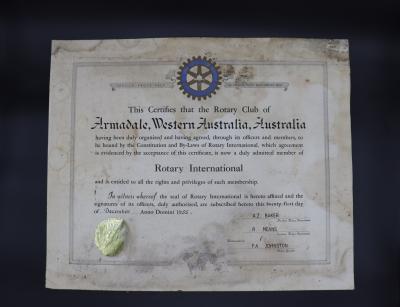 This Certifies that the Rotary Club of
Armadale, Western Australia, Australia
having been duly organized and having agreed, through its officers and members, to
be bound by the Constitution and By-Laws of Rotary International, which agreement
is evidenced by the acceptance of this certificate, is now a duly admitted member of
Rotary International
and is entitled to all the rights and privileges of such membership.
In witness whereof the seal of Rotary International is hereto affixed and the
signatures of its officers, duly authorized, are subscribed hereto this twenty-first day
of December Anno Domini 1955.
A.Z. BAKER
R. MEANS
P.A. JOHNSTON